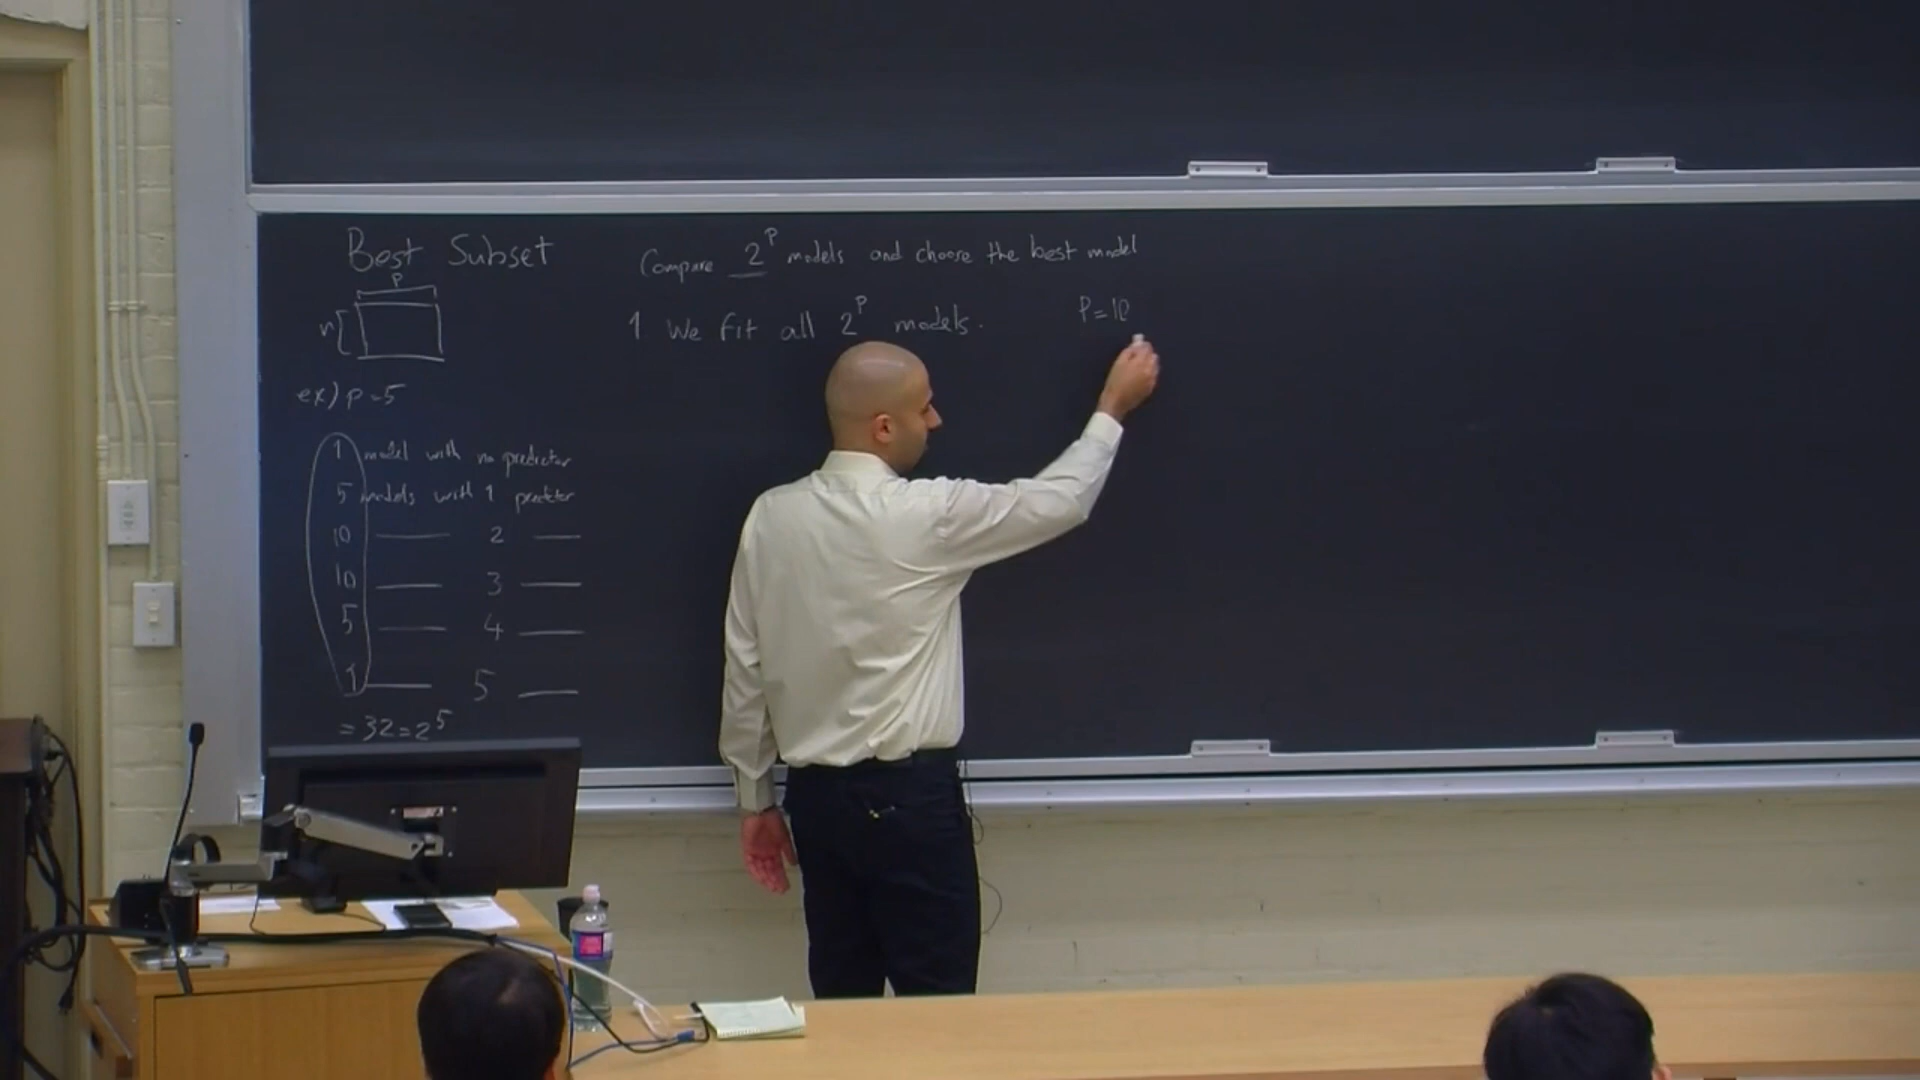 Best Subset
P
n
ex) p=5
1 model with no predictor
5 models with 1 predictor
10 2
10 3
5 4
1 5
= 32 = 2^5
Compare 2^P models and choose the best model
1 We fit all 2^P models.
P=10